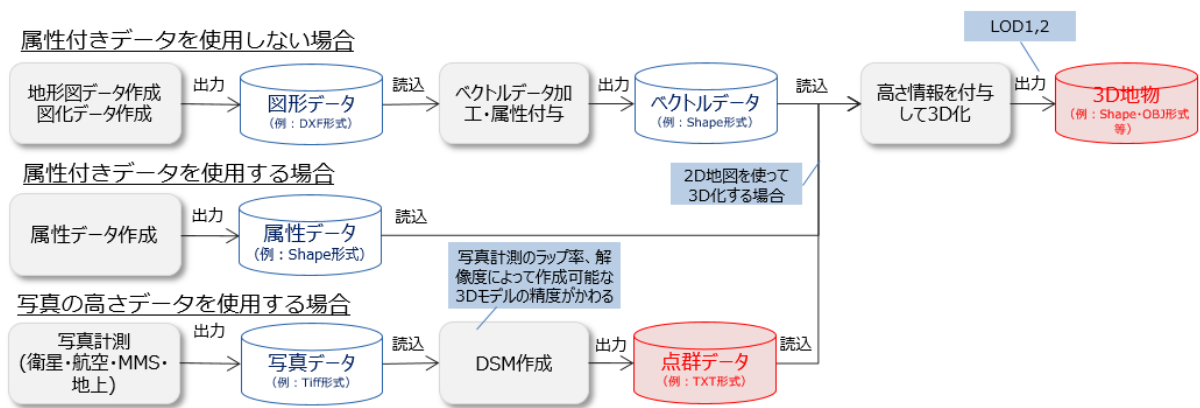 属性付きデータを使用しない場合
LOD1,2
地形図データ作成
図化データ作成
出力
図形データ
(例：DXF形式)
読込
ベクトルデータ加
工・属性付与
出力
ベクトルデータ
(例：Shape形式)
読込
高さ情報を付与
して3D化
出力
3D地物
(例：Shape・OBJ形式
等)
2D地図を使って
3D化する場合
属性付きデータを使用する場合
属性データ作成
出力
属性データ
(例：Shape形式)
読込
写真計測のラップ率、解
像度によって作成可能な
3Dモデルの精度がかわる
写真の高さデータを使用する場合
写真計測
(衛星・航空・MMS・
地上)
出力
写真データ
(例：Tiff形式)
読込
DSM作成
出力
点群データ
(例：TXT形式)
読込